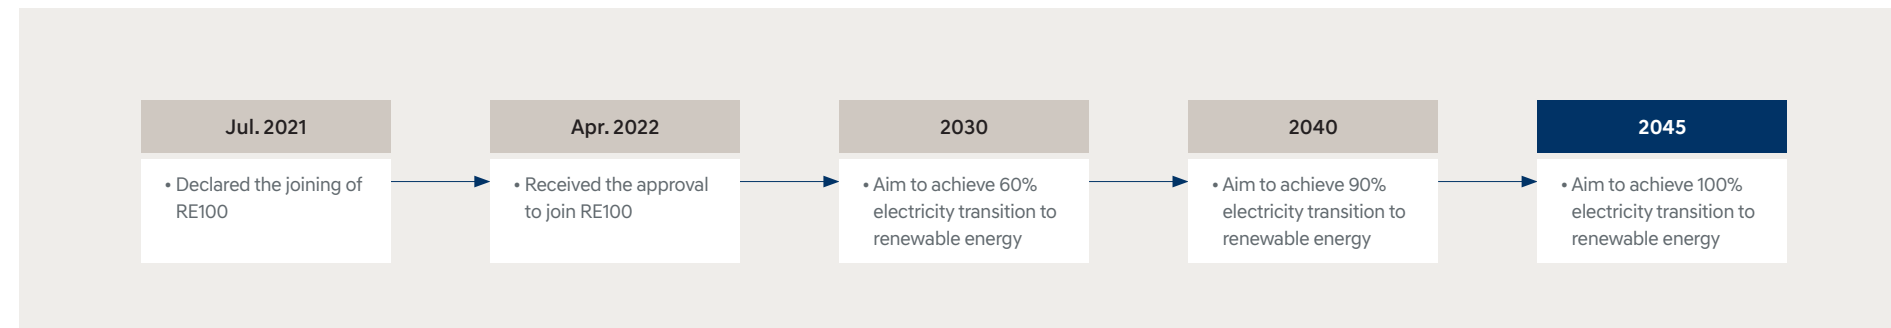 Jul. 2021
• Declared the joining of
RE100
Apr. 2022
• Received the approval
to join RE100
2030
• Aim to achieve 60%
electricity transition to
renewable energy
2040
• Aim to achieve 90%
electricity transition to
renewable energy
2045
• Aim to achieve 100%
electricity transition to
renewable energy